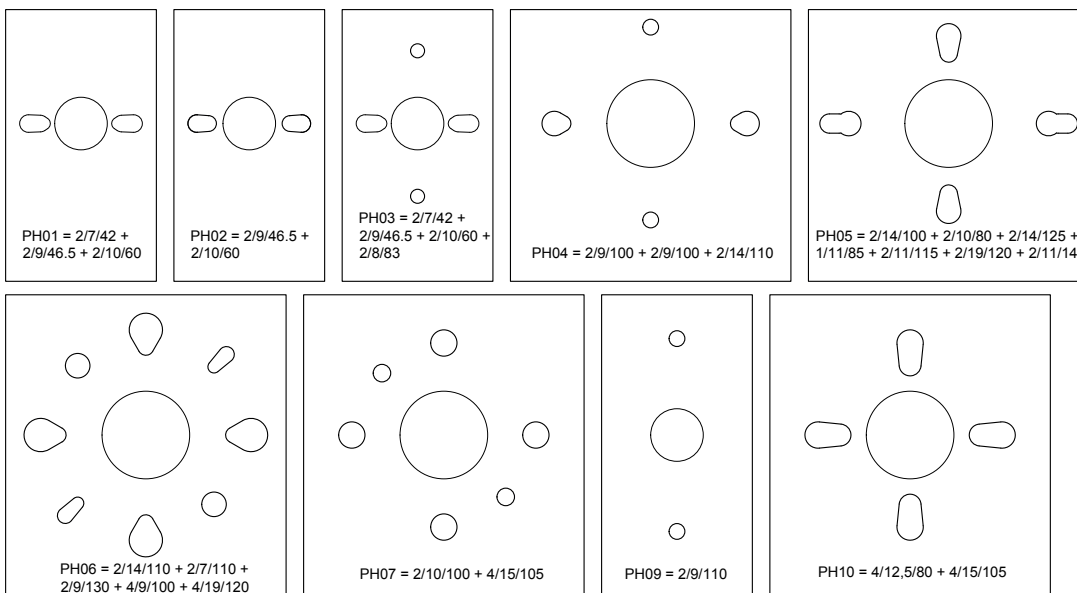 PH01 = 2/7/42 +
2/9/46.5 + 2/10/60
PH02 = 2/9/46.5 +
2/10/60
PH03 = 2/7/42 +
2/9/46.5 + 2/10/60 +
2/8/83
PH04 = 2/9/100 + 2/9/100 + 2/14/110
PH05 = 2/14/100 + 2/10/80 + 2/14/125 +
1/11/85 + 2/11/115 + 2/19/120 + 2/11/14
PH06 = 2/14/110 + 2/7/110 +
2/9/130 + 4/9/100 + 4/19/120
PH07 = 2/10/100 + 4/15/105
PH09 = 2/9/110
PH10 = 4/12,5/80 + 4/15/105